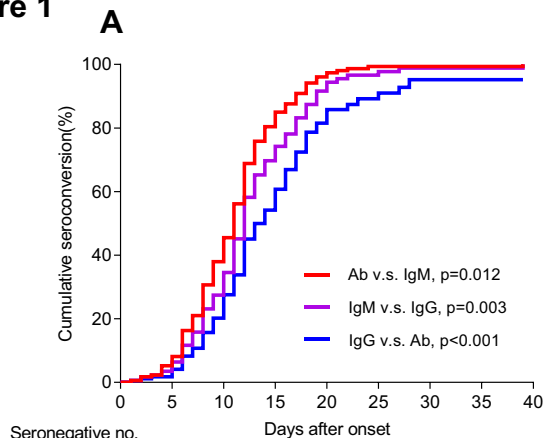 re 1
A
100
80
60
40
20
0
Cumulative seroconversion(%)
Ab v.s. IgM, p=0.012
IgM v.s. IgG, p=0.003
IgG v.s. Ab, p<0.001
0 5 10 15 20 25 30 35 40
Days after onset
Seronegative no.